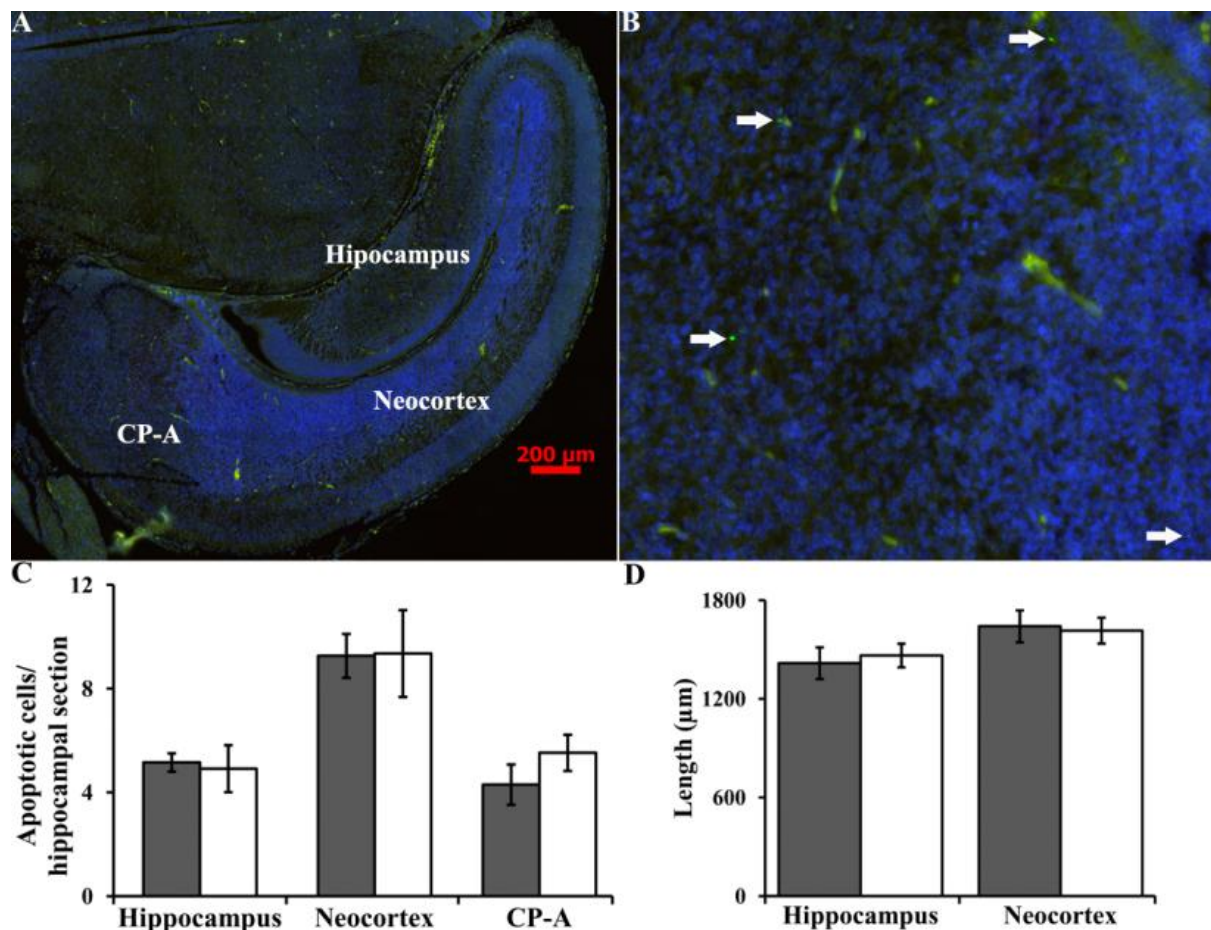 A
Hipocampus
Neocortex
CP-A
200 µm
B
C
Apoptotic cells/
hippocampal section
12
8
4
0
Hippocampus
Neocortex
CP-A
D
Length (µm)
1800
1200
600
0
Hippocampus
Neocortex